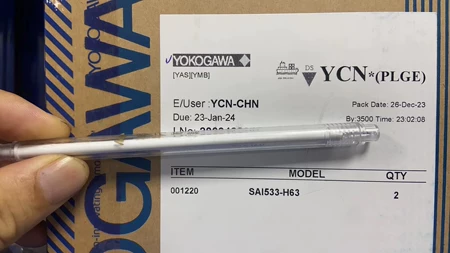 YOKOGAWA
[YAS][YMB]
DS
YCN*(PLGE)
E/User : YCN-CHN
Pack Date: 26-Dec-23
Due: 23-Jan-24
By:3500 Time: 23:02:08
ITEM MODEL QTY
001220 SAI533-H63 2